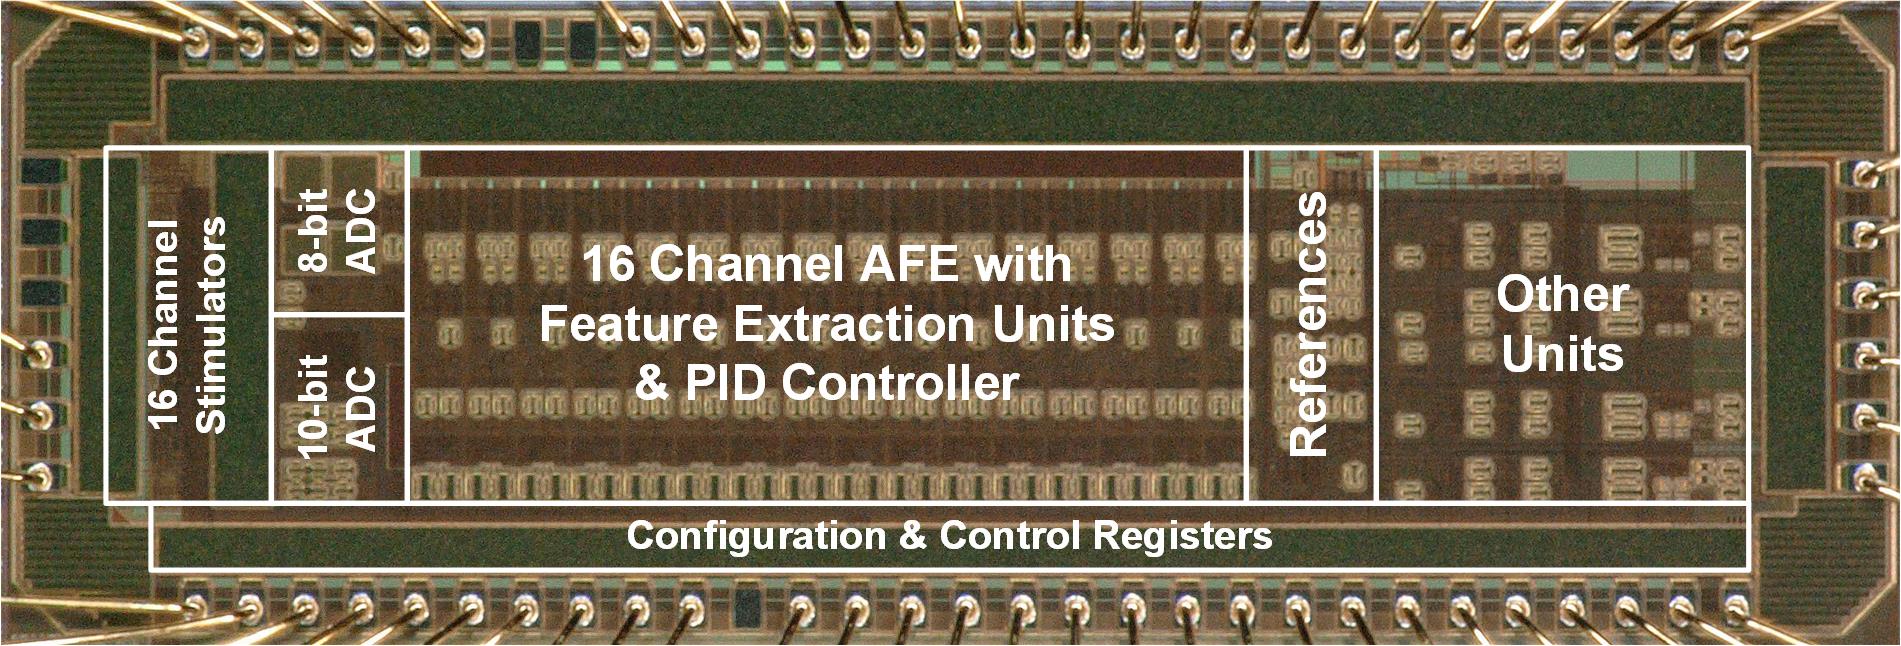 16 Channel
Stimulators
8-bit
ADC
10-bit
ADC
16 Channel AFE with
Feature Extraction Units
& PID Controller
References
Other
Units
Configuration & Control Registers